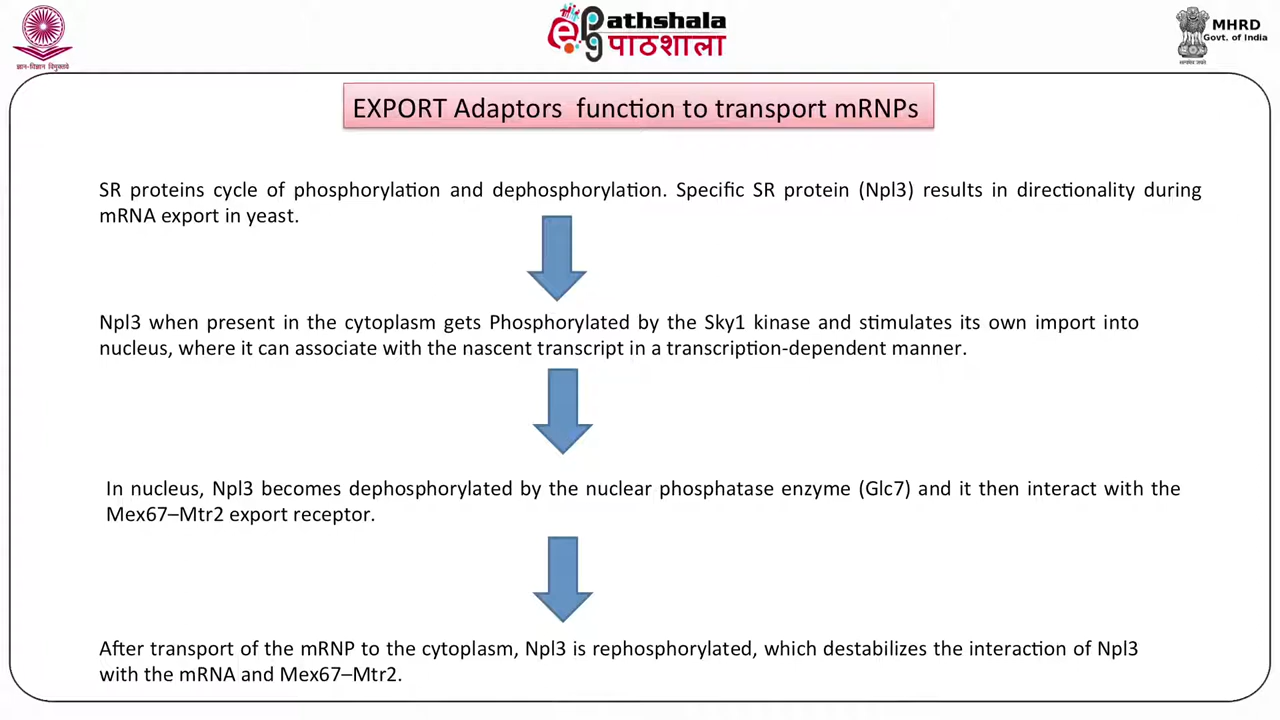 ज्ञान-विज्ञान विमुक्तये
ePathshala
पाठशाला
MHRD
Govt. of India
सत्यमेव जयते
EXPORT Adaptors function to transport mRNPs
SR proteins cycle of phosphorylation and dephosphorylation. Specific SR protein (Npl3) results in directionality during
mRNA export in yeast.
Npl3 when present in the cytoplasm gets Phosphorylated by the Sky1 kinase and stimulates its own import into
nucleus, where it can associate with the nascent transcript in a transcription-dependent manner.
In nucleus, Npl3 becomes dephosphorylated by the nuclear phosphatase enzyme (Glc7) and it then interact with the
Mex67–Mtr2 export receptor.
After transport of the mRNP to the cytoplasm, Npl3 is rephosphorylated, which destabilizes the interaction of Npl3
with the mRNA and Mex67–Mtr2.